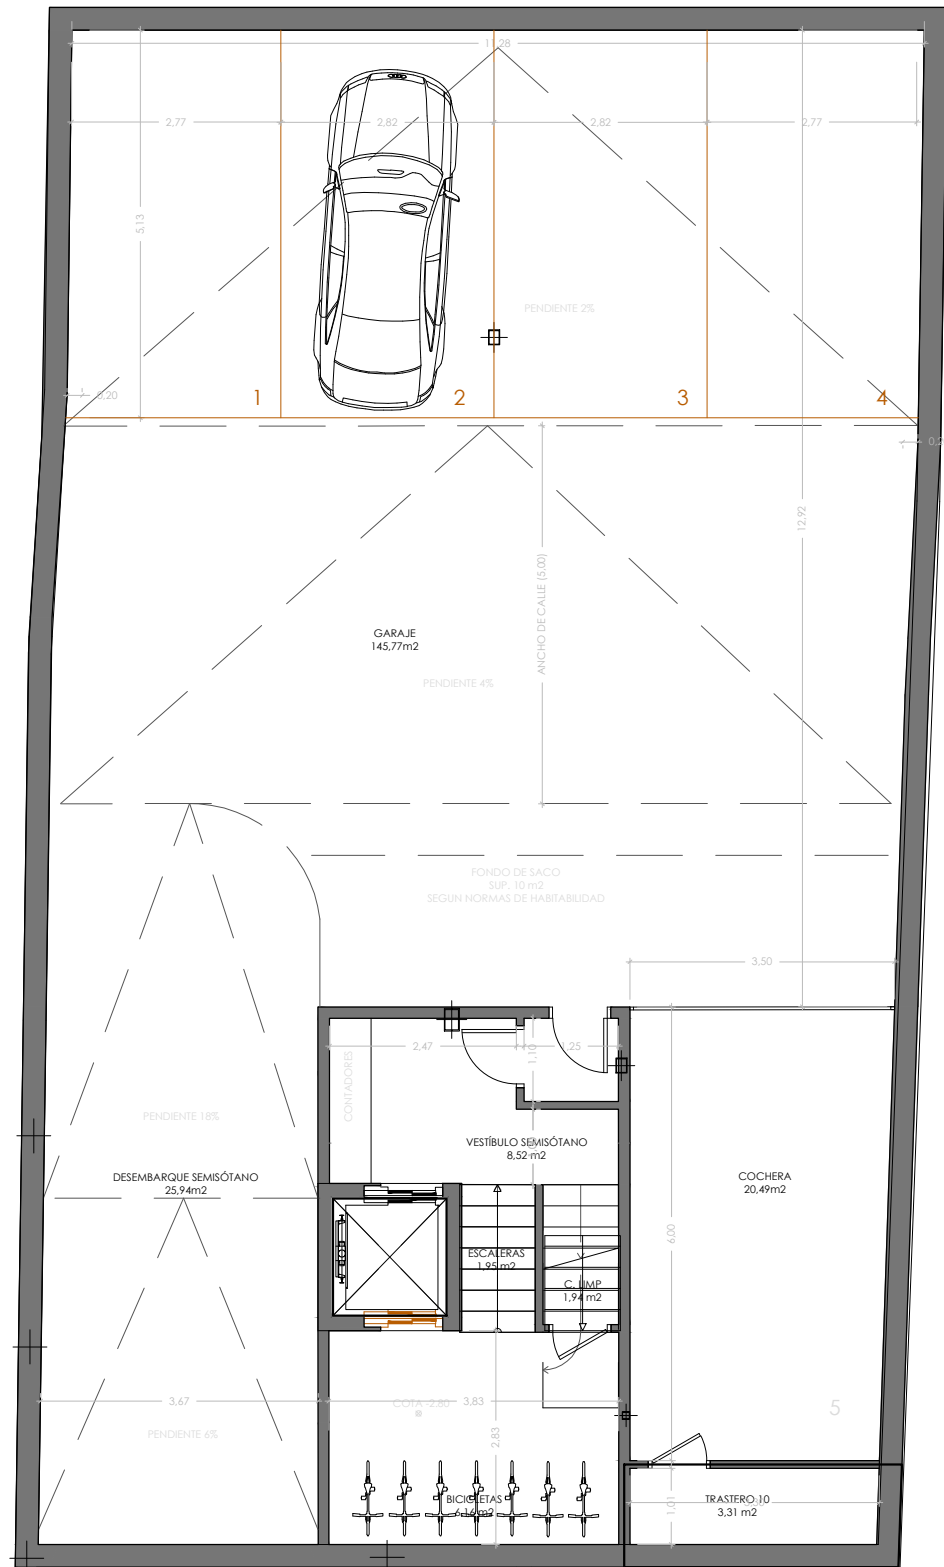 11,28
2,77
2,82
2,82
2,77
5,13
PENDIENTE 2%
0,20
1
2
3
4
12,92
ANCHO DE CALLE (5.00)
GARAJE
145,77m2
PENDIENTE 4%
FONDO DE SACO
SUP. 10 m2
SEGUN NORMAS DE HABITABILIDAD
3,50
2,47
1,10
1,25
CONTADORES
PENDIENTE 18%
VESTÍBULO SEMISÓTANO
8,52 m2
DESEMBARQUE SEMISÓTANO
25,94m2
COCHERA
20,49m2
6,00
ESCALERAS
1,95 m2
C. LIMP
1,94 m2
3,67
COTA -2,80
3,83
5
2,83
PENDIENTE 6%
BICICLETAS
6,16 m2
1,01
TRASTERO 10
3,31 m2